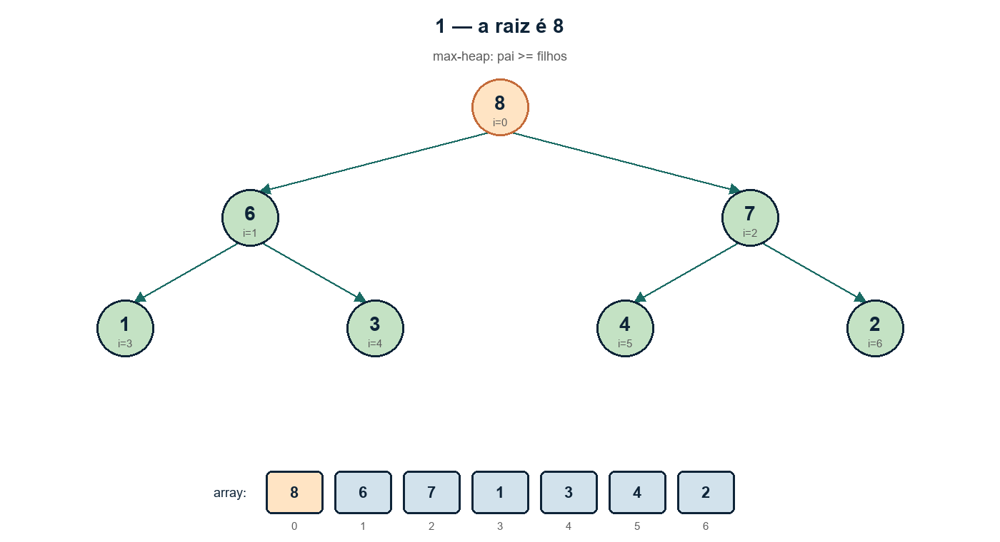 1 — a raiz é 8
max-heap: pai >= filhos
8
i=0
6
i=1
7
i=2
1
i=3
3
i=4
4
i=5
2
i=6
array: 8 6 7 1 3 4 2
0 1 2 3 4 5 6